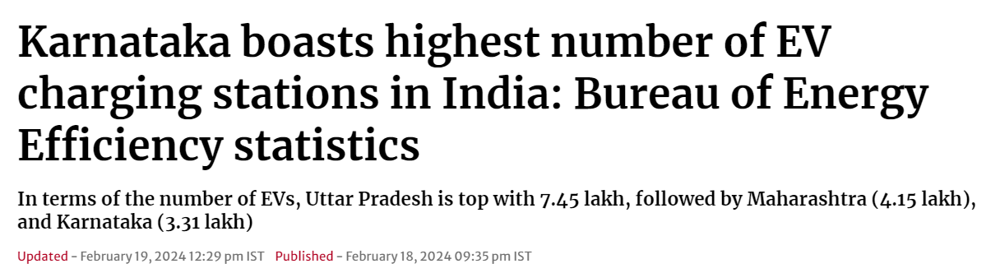 Karnataka boasts highest number of EV
charging stations in India: Bureau of Energy
Efficiency statistics
In terms of the number of EVs, Uttar Pradesh is top with 7.45 lakh, followed by Maharashtra (4.15 lakh),
and Karnataka (3.31 lakh)
Updated - February 19, 2024 12:29 pm IST Published - February 18, 2024 09:35 pm IST